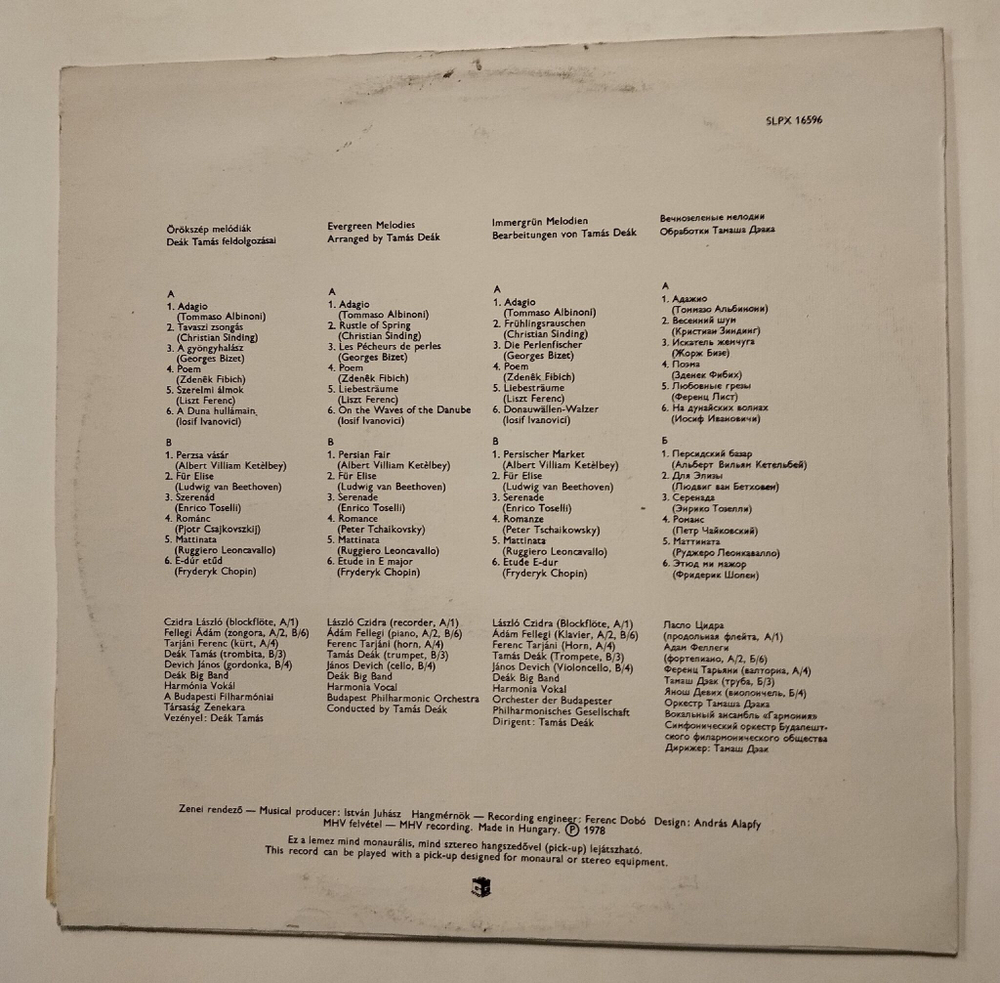 SLPX 16596
Örökszép melódiák
Deák Tamás feldolgozásai
A
1. Adagio
(Tommaso Albinoni)
2. Tavaszi zsongás
(Christian Sinding)
3. A gyöngyhalász
(Georges Bizet)
4. Poem
(Zdenêk Fibich)
5. Szerelmi álmok
(Liszt Ferenc)
6. A Duna hullámain
(Iosif Ivanovici)
B
1. Perzsa vásár
(Albert Villiam Ketèlbey)
2. Für Elise
(Ludwig van Beethoven)
3. Szerenád
(Enrico Toselli)
4. Románc
(Pjotr Csajkovszkij)
5. Mattinata
(Ruggiero Leoncavallo)
6. E-dúr etűd
(Fryderyk Chopin)
Czidra László (blockflöte, A/1)
Fellegi Ádám (zongora, A/2, B/6)
Tarjáni Ferenc (kürt, A/4)
Deák Tamás (trombita, B/3)
Devich János (gordonka, B/4)
Deák Big Band
Harmónia Vokál
A Budapesti Filharmóniai
Társaság Zenekara
Vezényel: Deák Tamás
Evergreen Melodies
Arranged by Tamás Deák
A
1. Adagio
(Tommaso Albinoni)
2. Rustle of Spring
(Christian Sinding)
3. Les Pécheurs de perles
(Georges Bizet)
4. Poem
(Zdenêk Fibich)
5. Liebesträume
(Liszt Ferenc)
6. On the Waves of the Danube
(Iosif Ivanovici)
B
1. Persian Fair
(Albert Villiam Ketèlbey)
2. Für Elise
(Ludwig van Beethoven)
3. Serenade
(Enrico Toselli)
4. Romance
(Peter Tchaikovsky)
5. Mattinata
(Ruggiero Leoncavallo)
6. Etude in E major
(Fryderyk Chopin)
László Czidra (recorder, A/1)
Ádám Fellegi (piano, A/2, B/6)
Ferenc Tarjáni (horn, A/4)
Tamás Deák (trumpet, B/3)
János Devich (cello, B/4)
Deák Big Band
Harmonia Vocal
Budapest Philharmonic Orchestra
Conducted by Tamás Deák
Immergrün Melodien
Bearbeitungen von Tamás Deák
A
1. Adagio
(Tommaso Albinoni)
2. Frühlingsrauschen
(Christian Sinding)
3. Die Perlenfischer
(Georges Bizet)
4. Poem
(Zdenêk Fibich)
5. Liebesträume
(Liszt Ferenc)
6. Donauwällen-Walzer
(Iosif Ivanovici)
B
1. Persischer Market
(Albert Villiam Ketèlbey)
2. Für Elise
(Ludwig van Beethoven)
3. Serenade
(Enrico Toselli)
4. Romanze
(Peter Tschaikowsky)
5. Mattinata
(Ruggiero Leoncavallo)
6. Etude E-dur
(Fryderyk Chopin)
László Czidra (Blockflöte, A/1)
Ádám Fellegi (Klavier, A/2, B/6)
Ferenc Tarjáni (Horn, A/4)
Tamás Deák (Trompete, B/3)
János Devich (Violoncello, B/4)
Deák Big Band
Harmonia Vokal
Orchester der Budapester
Philharmonisches Gesellschaft
Dirigent: Tamás Deák
Вечнозеленые мелодии
Обработки Тамаша Дэака
А
1. Адажио
(Томмазо Альбинони)
2. Весенний шум
(Кристиан Зиндинг)
3. Искатель жемчуга
(Жорж Бизе)
4. Поэма
(Зденек Фибих)
5. Любовные грезы
(Ференц Лист)
6. На дунайских волнах
(Иосиф Ивановичи)
Б
1. Персидский базар
(Альберт Вильям Кетельбей)
2. Для Элизы
(Людвиг ван Бетховен)
3. Серенада
(Энрико Тозелли)
4. Романс
(Петр Чайковский)
5. Маттината
(Руджеро Леонкавалло)
6. Этюд ми мажор
(Фридерик Шопен)
Ласло Цидра
(продольная флейта, А/1)
Адам Феллеги
(фортепиано, А/2, Б/6)
Ференц Тарьяни (валторна, А/4)
Тамаш Дэак (труба, Б/3)
Янош Девих (виолончель, Б/4)
Оркестр Тамаша Дэака
Вокальный ансамбль «Гармония»
Симфонический оркестр Будапешт-
ского филармонического общества
Дирижер: Тамаш Дэак
Zenei rendező — Musical producer: István Juhász Hangmérnök — Recording engineer: Ferenc Dobó Design: András Alapfy
MHV felvétel — MHV recording. Made in Hungary. Ⓟ 1978
Ez a lemez mind monaurális, mind sztereo hangszedővel (pick-up) lejátszható.
This record can be played with a pick-up designed for monaural or stereo equipment.